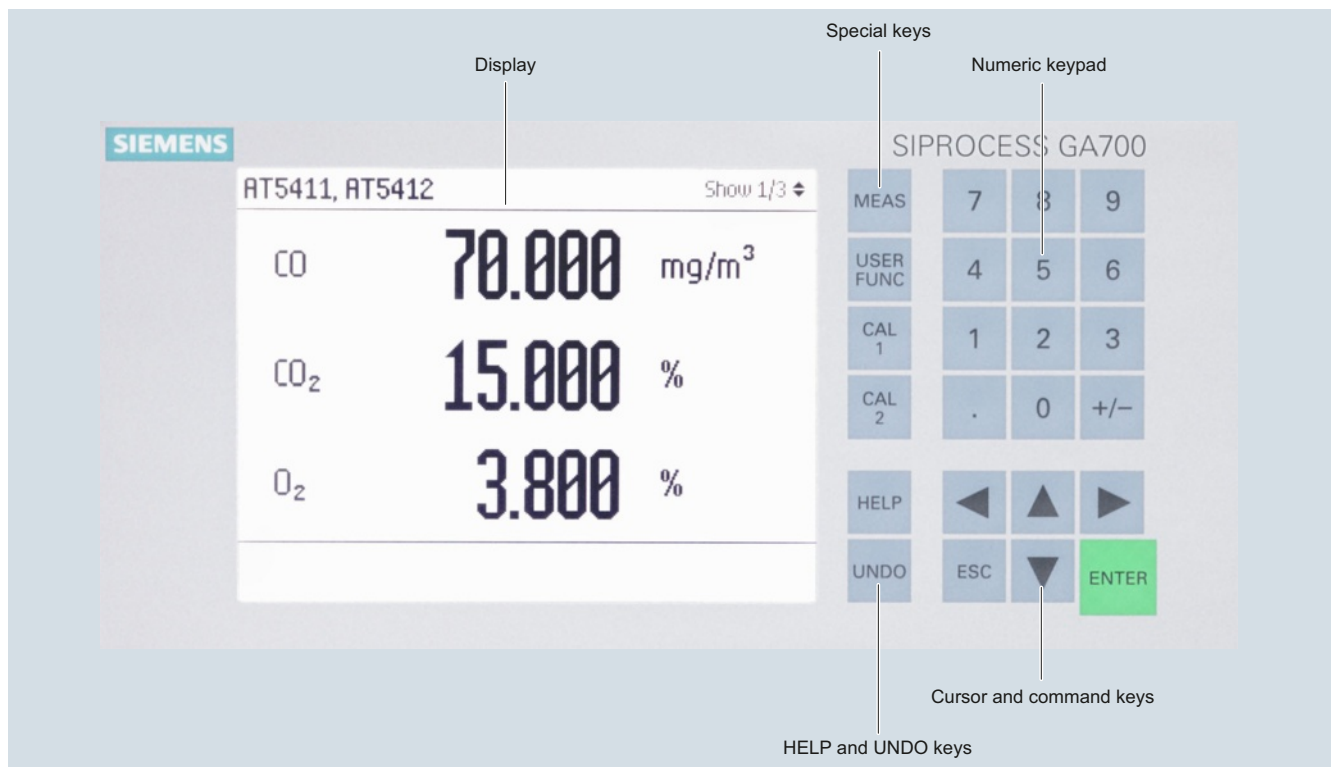 Special keys
Display
Numeric keypad
SIEMENS
SIPROCESS GA700
AT5411, AT5412 Show 1/3
CO 70.000 mg/m³
CO₂ 15.000 %
O₂ 3.800 %
MEAS 7 8 9
USER FUNC 4 5 6
CAL 1 1 2 3
CAL 2 . 0 +/−
HELP
UNDO ESC ENTER
Cursor and command keys
HELP and UNDO keys